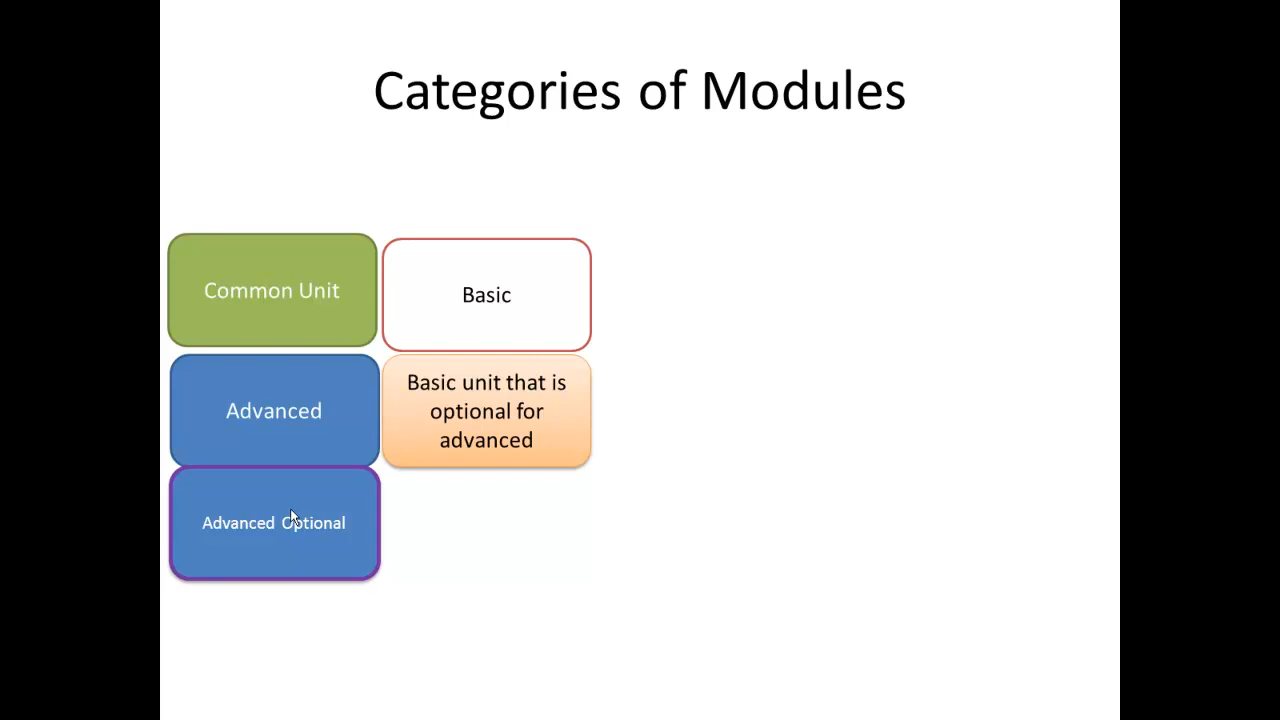 Categories of Modules
Common Unit
Basic
Advanced
Basic unit that is
optional for
advanced
Advanced Optional